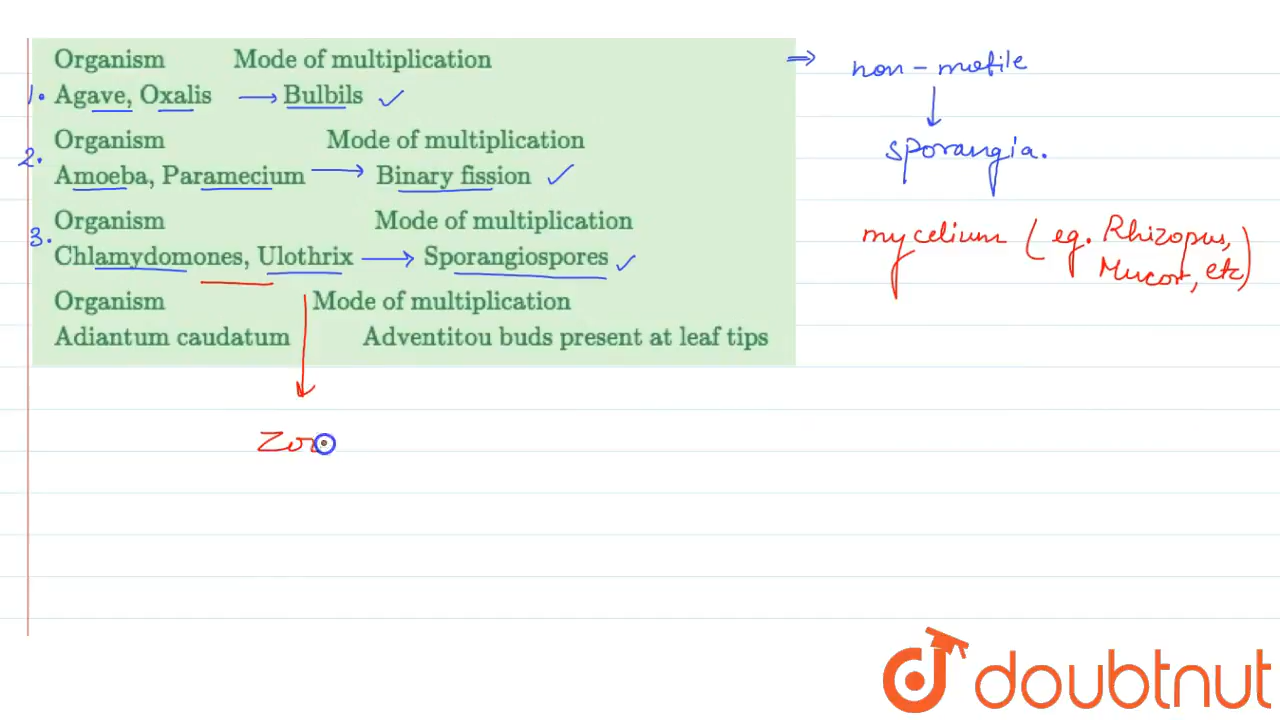 Organism Mode of multiplication
1. Agave, Oxalis → Bulbils ✓
Organism Mode of multiplication
2. Amoeba, Paramecium → Binary fission ✓
Organism Mode of multiplication
3. Chlamydomones, Ulothrix → Sporangiospores ✓
Organism Mode of multiplication
Adiantum caudatum Adventitou buds present at leaf tips
⇒ non-motile
↓
sporangia.
mycelium (eg. Rhizopus,
Mucor, etc)
Zoo
doubtnut